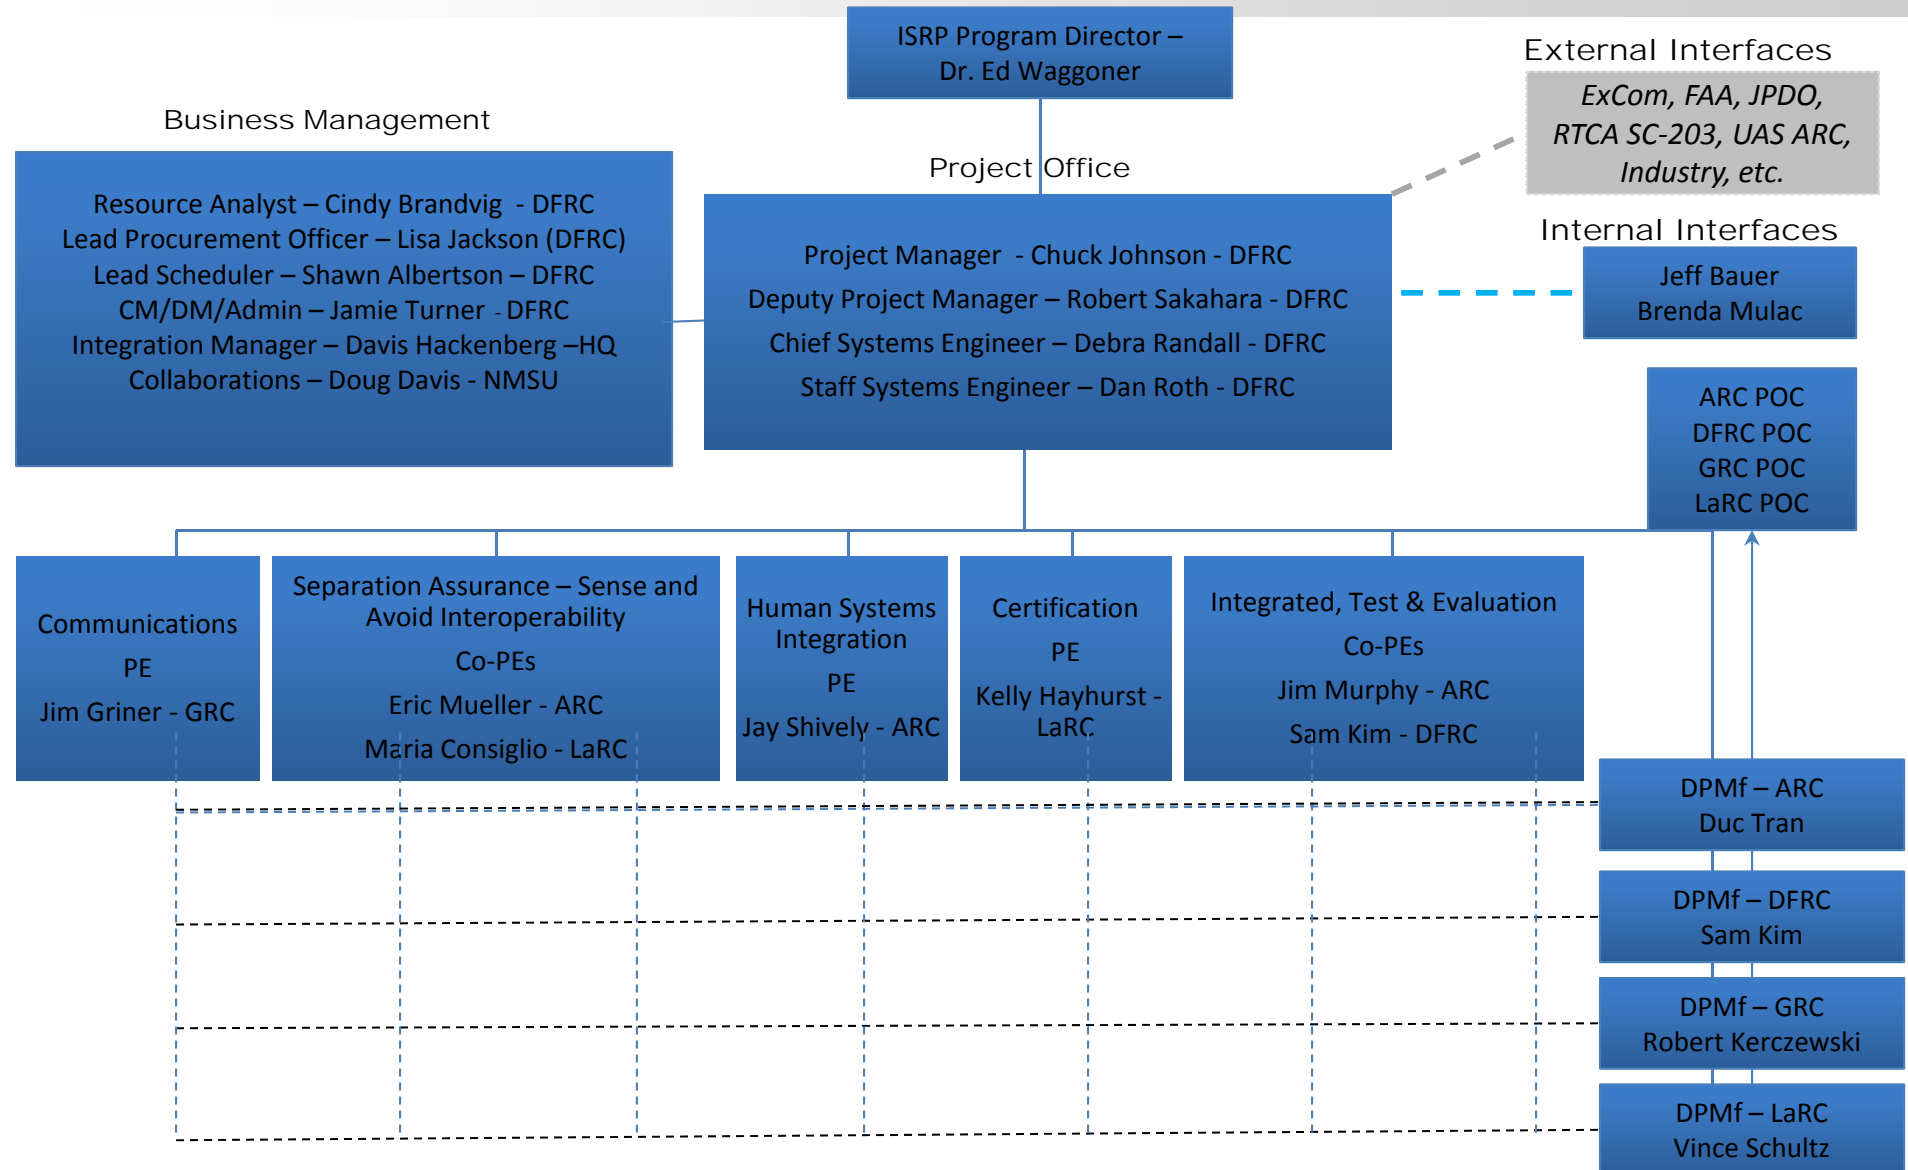 ISRP Program Director –
Dr. Ed Waggoner
External Interfaces
ExCom, FAA, JPDO,
RTCA SC-203, UAS ARC,
Industry, etc.
Business Management
Resource Analyst – Cindy Brandvig - DFRC
Lead Procurement Officer – Lisa Jackson (DFRC)
Lead Scheduler – Shawn Albertson – DFRC
CM/DM/Admin – Jamie Turner - DFRC
Integration Manager – Davis Hackenberg –HQ
Collaborations – Doug Davis - NMSU
Project Office
Project Manager - Chuck Johnson - DFRC
Deputy Project Manager – Robert Sakahara - DFRC
Chief Systems Engineer – Debra Randall - DFRC
Staff Systems Engineer – Dan Roth - DFRC
Internal Interfaces
Jeff Bauer
Brenda Mulac
ARC POC
DFRC POC
GRC POC
LaRC POC
Communications
PE
Jim Griner - GRC
Separation Assurance – Sense and
Avoid Interoperability
Co-PEs
Eric Mueller - ARC
Maria Consiglio - LaRC
Human Systems
Integration
PE
Jay Shively - ARC
Certification
PE
Kelly Hayhurst -
LaRC
Integrated, Test & Evaluation
Co-PEs
Jim Murphy - ARC
Sam Kim - DFRC
DPMf – ARC
Duc Tran
DPMf – DFRC
Sam Kim
DPMf – GRC
Robert Kerczewski
DPMf – LaRC
Vince Schultz